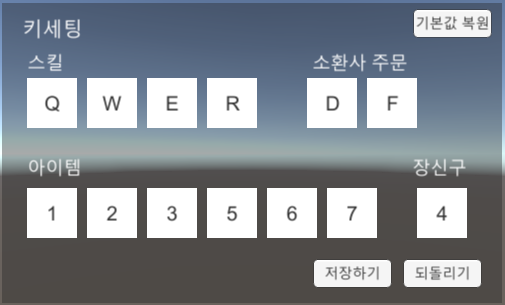 키세팅 기본값 복원
스킬 소환사 주문
Q W E R D F
아이템 장신구
1 2 3 5 6 7 4
저장하기 되돌리기